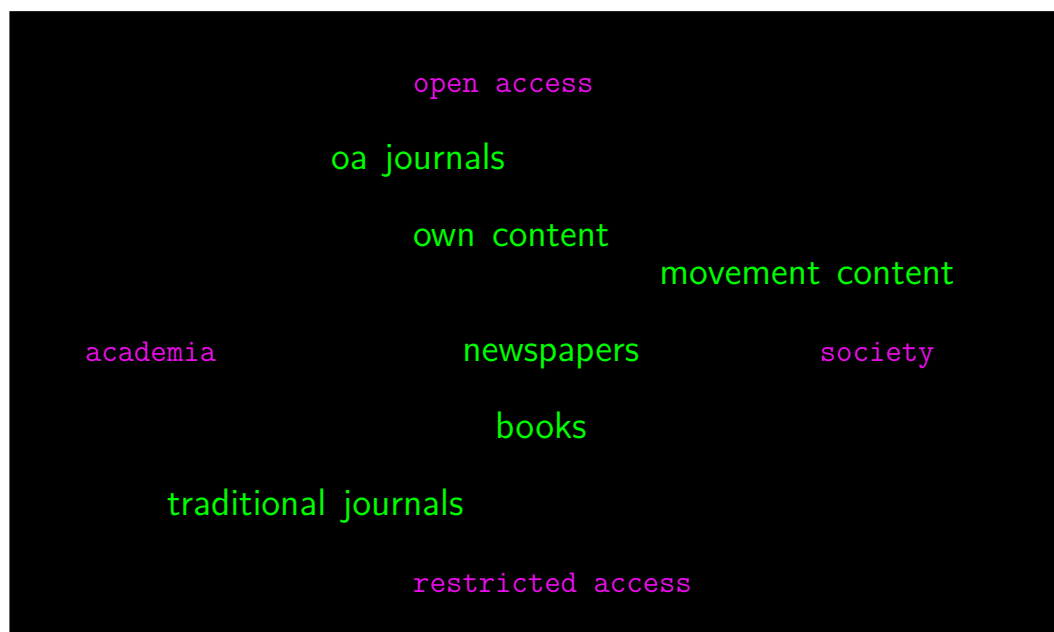 open access
oa journals
own content
movement content
academia
newspapers
society
books
traditional journals
restricted access